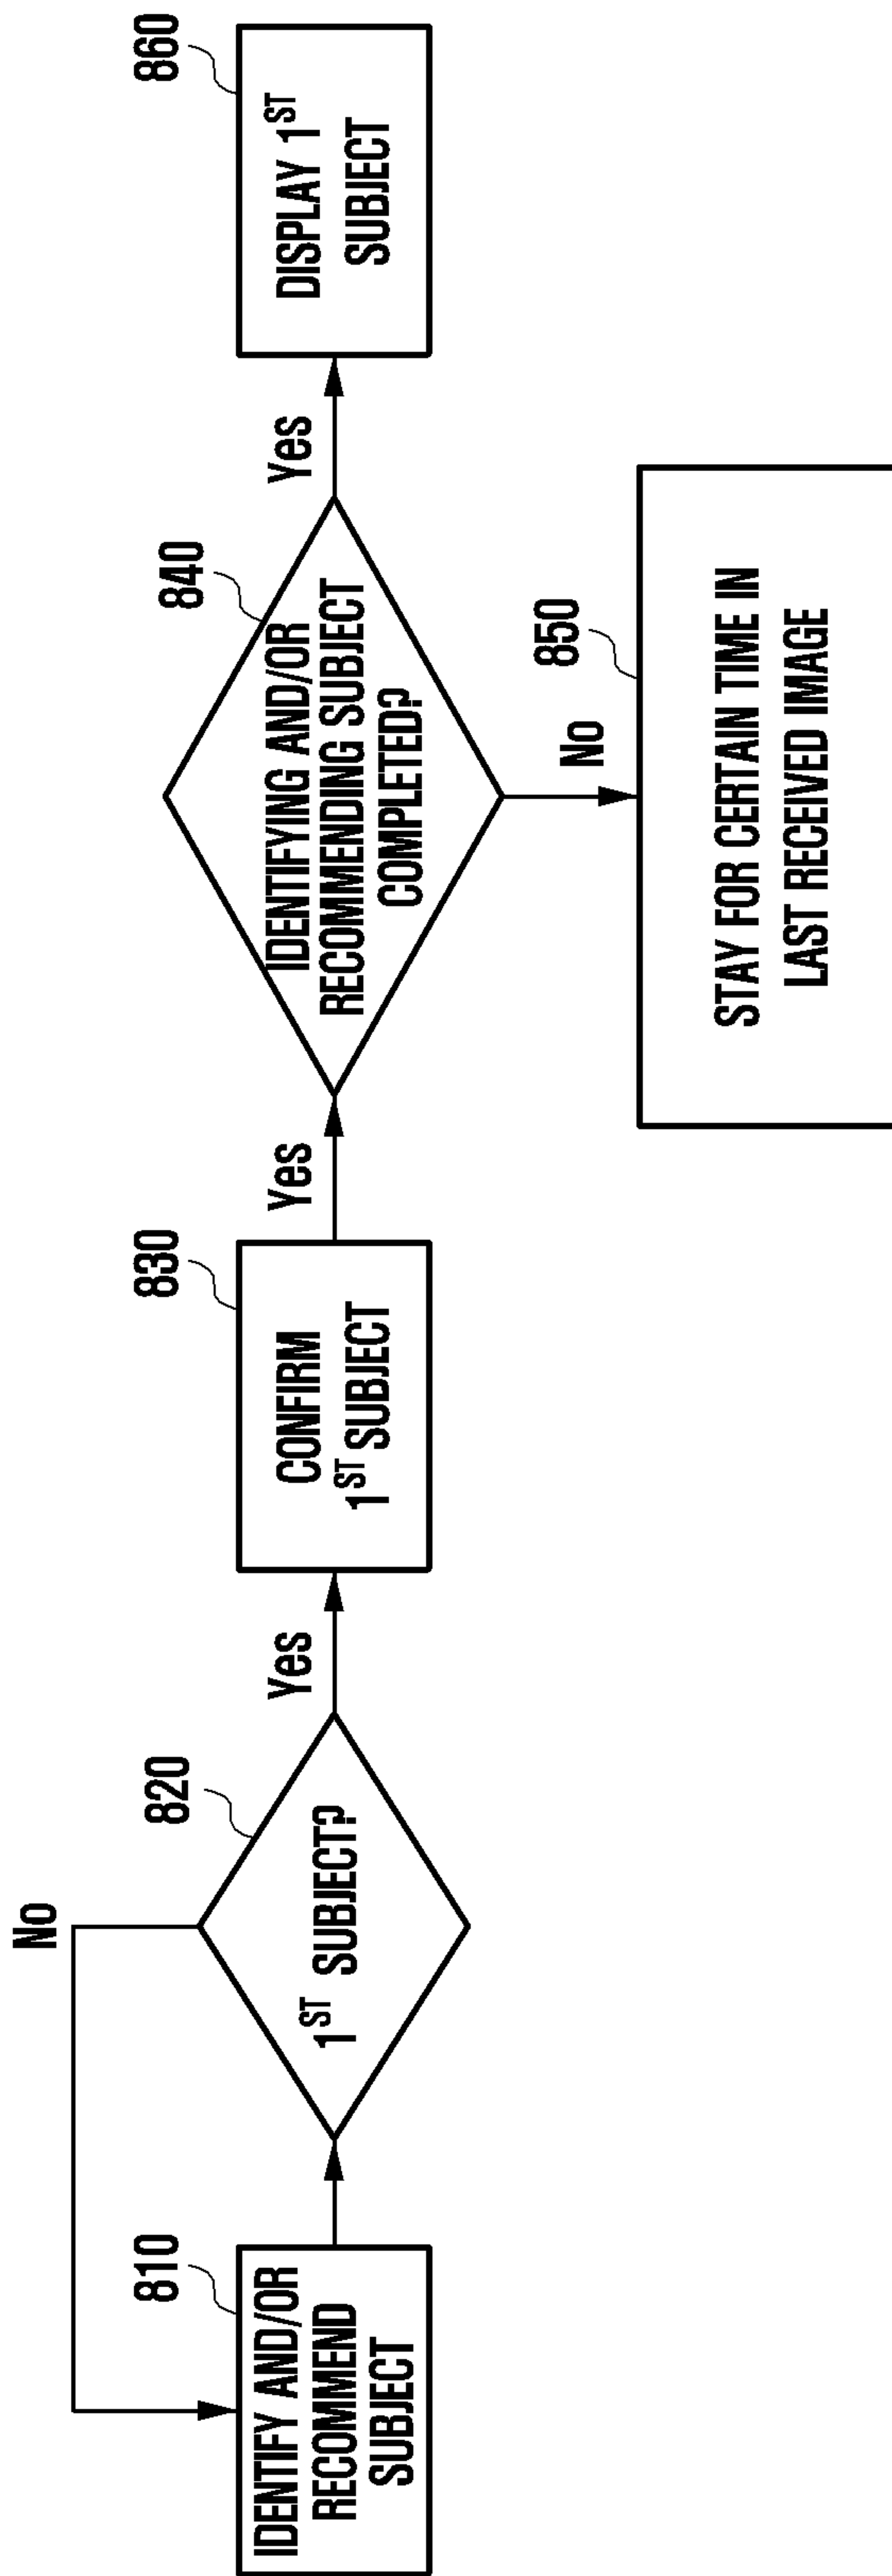 810
IDENTIFY AND/OR
RECOMMEND
SUBJECT
No
820
1ST SUBJECT?
Yes
830
CONFIRM
1ST SUBJECT
Yes
840
IDENTIFYING AND/OR
RECOMMENDING SUBJECT
COMPLETED?
No
850
STAY FOR CERTAIN TIME IN
LAST RECEIVED IMAGE
Yes
860
DISPLAY 1ST
SUBJECT